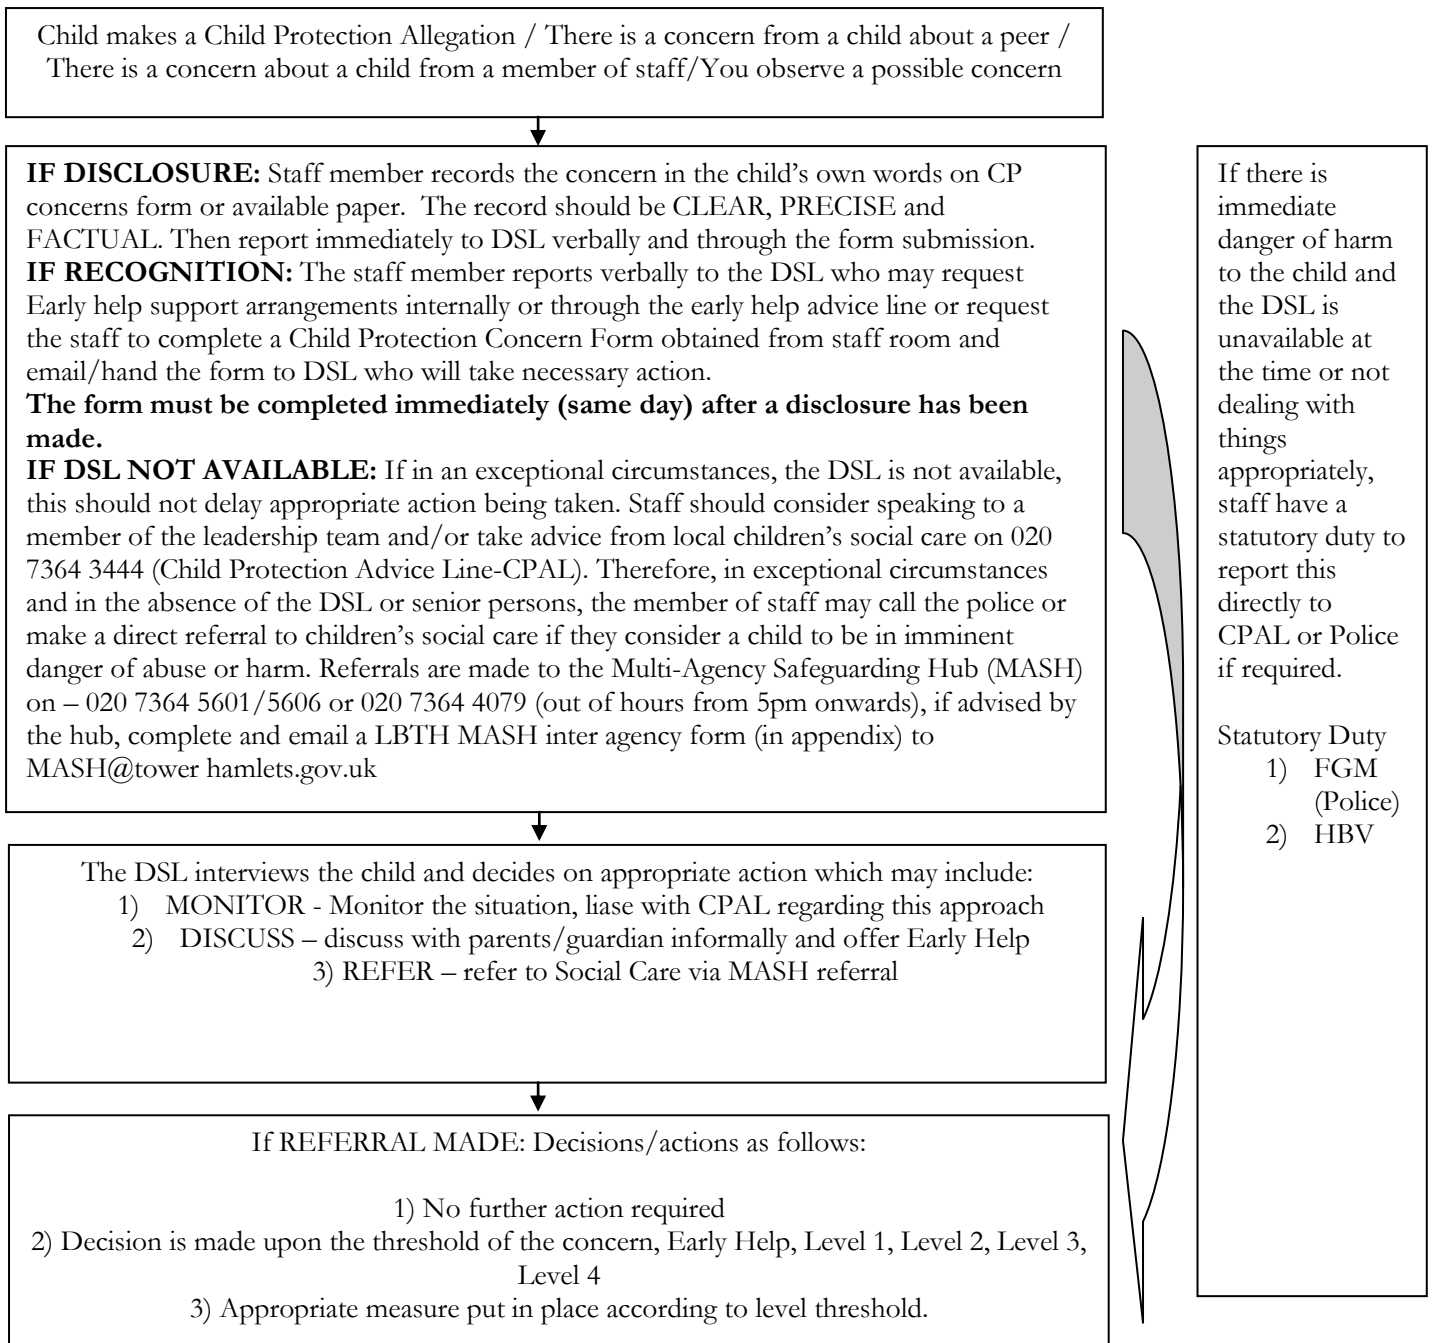 Child makes a Child Protection Allegation / There is a concern from a child about a peer /
There is a concern about a child from a member of staff/You observe a possible concern
IF DISCLOSURE: Staff member records the concern in the child's own words on CP
concerns form or available paper.  The record should be CLEAR, PRECISE and
FACTUAL. Then report immediately to DSL verbally and through the form submission.
IF RECOGNITION: The staff member reports verbally to the DSL who may request
Early help support arrangements internally or through the early help advice line or request
the staff to complete a Child Protection Concern Form obtained from staff room and
email/hand the form to DSL who will take necessary action.
The form must be completed immediately (same day) after a disclosure has been
made.
IF DSL NOT AVAILABLE: If in an exceptional circumstances, the DSL is not available,
this should not delay appropriate action being taken. Staff should consider speaking to a
member of the leadership team and/or take advice from local children's social care on 020
7364 3444 (Child Protection Advice Line-CPAL). Therefore, in exceptional circumstances
and in the absence of the DSL or senior persons, the member of staff may call the police or
make a direct referral to children's social care if they consider a child to be in imminent
danger of abuse or harm. Referrals are made to the Multi-Agency Safeguarding Hub (MASH)
on – 020 7364 5601/5606 or 020 7364 4079 (out of hours from 5pm onwards), if advised by
the hub, complete and email a LBTH MASH inter agency form (in appendix) to
MASH@tower hamlets.gov.uk
If there is
immediate
danger of harm
to the child and
the DSL is
unavailable at
the time or not
dealing with
things
appropriately,
staff have a
statutory duty to
report this
directly to
CPAL or Police
if required.
Statutory Duty
1) FGM
(Police)
2) HBV
The DSL interviews the child and decides on appropriate action which may include:
1) MONITOR - Monitor the situation, liase with CPAL regarding this approach
2) DISCUSS – discuss with parents/guardian informally and offer Early Help
3) REFER – refer to Social Care via MASH referral
If REFERRAL MADE: Decisions/actions as follows:
1) No further action required
2) Decision is made upon the threshold of the concern, Early Help, Level 1, Level 2, Level 3,
Level 4
3) Appropriate measure put in place according to level threshold.